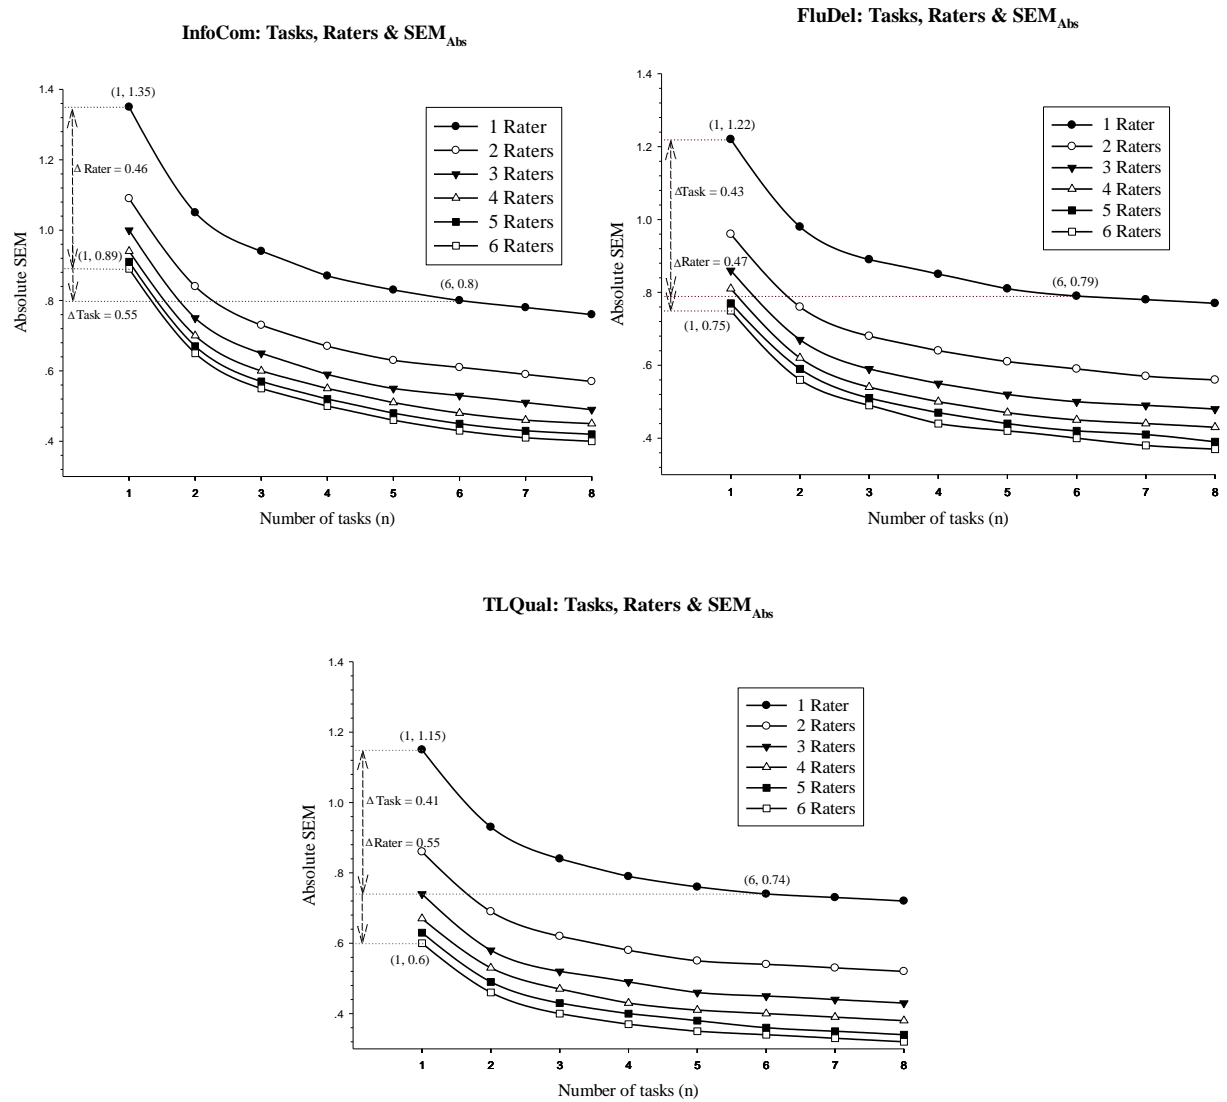 InfoCom: Tasks, Raters & SEM_Abs
1.4
1.2
1.0
.8
.6
.4
Absolute SEM
(1, 1.35)
Δ Rater = 0.46
(1, 0.89)
Δ Task = 0.55
(6, 0.8)
1 Rater
2 Raters
3 Raters
4 Raters
5 Raters
6 Raters
1 2 3 4 5 6 7 8
Number of tasks (n)
FluDel: Tasks, Raters & SEM_Abs
1.4
1.2
1.0
.8
.6
.4
Absolute SEM
(1, 1.22)
ΔTask = 0.43
ΔRater = 0.47
(1, 0.75)
(6, 0.79)
1 Rater
2 Raters
3 Raters
4 Raters
5 Raters
6 Raters
1 2 3 4 5 6 7 8
Number of tasks (n)
TLQual: Tasks, Raters & SEM_Abs
1.4
1.2
1.0
.8
.6
.4
Absolute SEM
(1, 1.15)
Δ Task = 0.41
ΔRater = 0.55
(1, 0.6)
(6, 0.74)
1 Rater
2 Raters
3 Raters
4 Raters
5 Raters
6 Raters
1 2 3 4 5 6 7 8
Number of tasks (n)